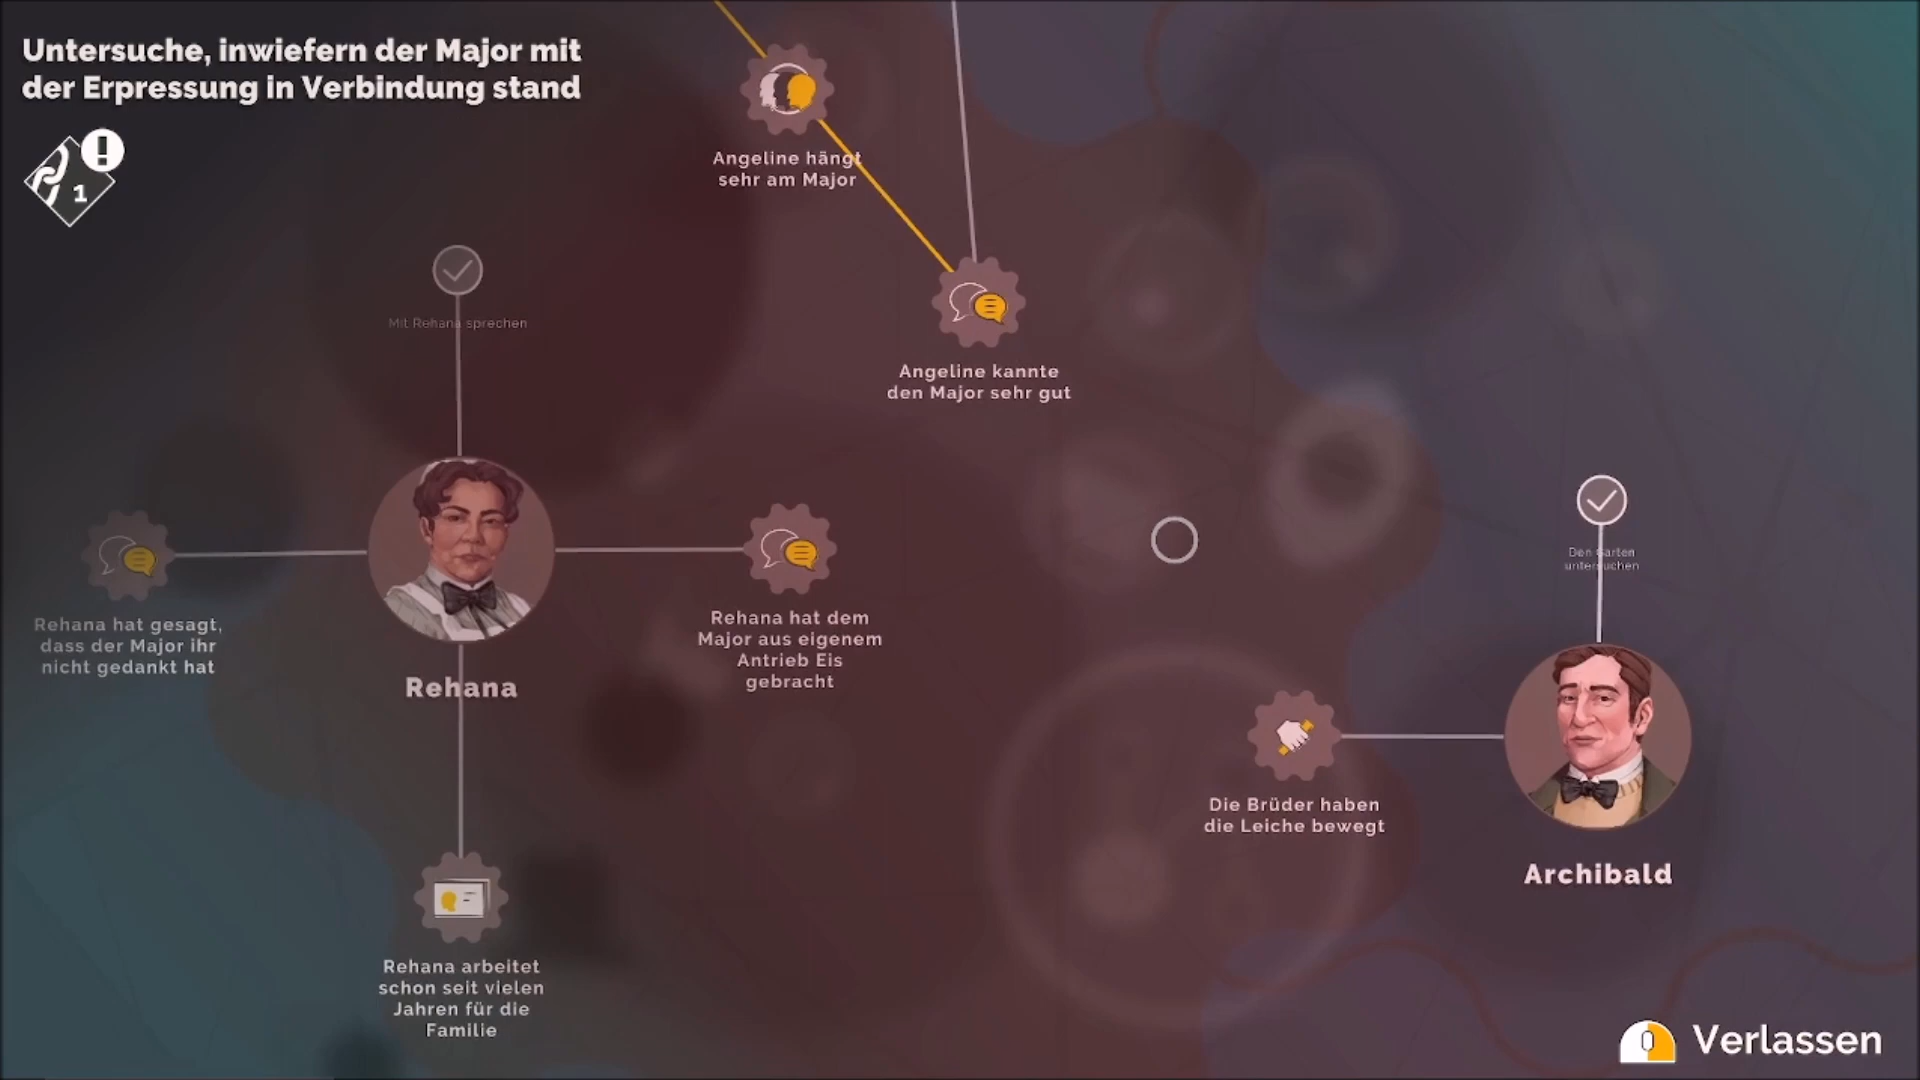 Untersuche, inwiefern der Major mit
der Erpressung in Verbindung stand
1
Angeline hängt
sehr am Major
Mit Rehana sprechen
Angeline kannte
den Major sehr gut
Den Garten
untersuchen
Rehana hat gesagt,
dass der Major ihr
nicht gedankt hat
Rehana
Rehana hat dem
Major aus eigenem
Antrieb Eis
gebracht
Die Brüder haben
die Leiche bewegt
Archibald
Rehana arbeitet
schon seit vielen
Jahren für die
Familie
Verlassen